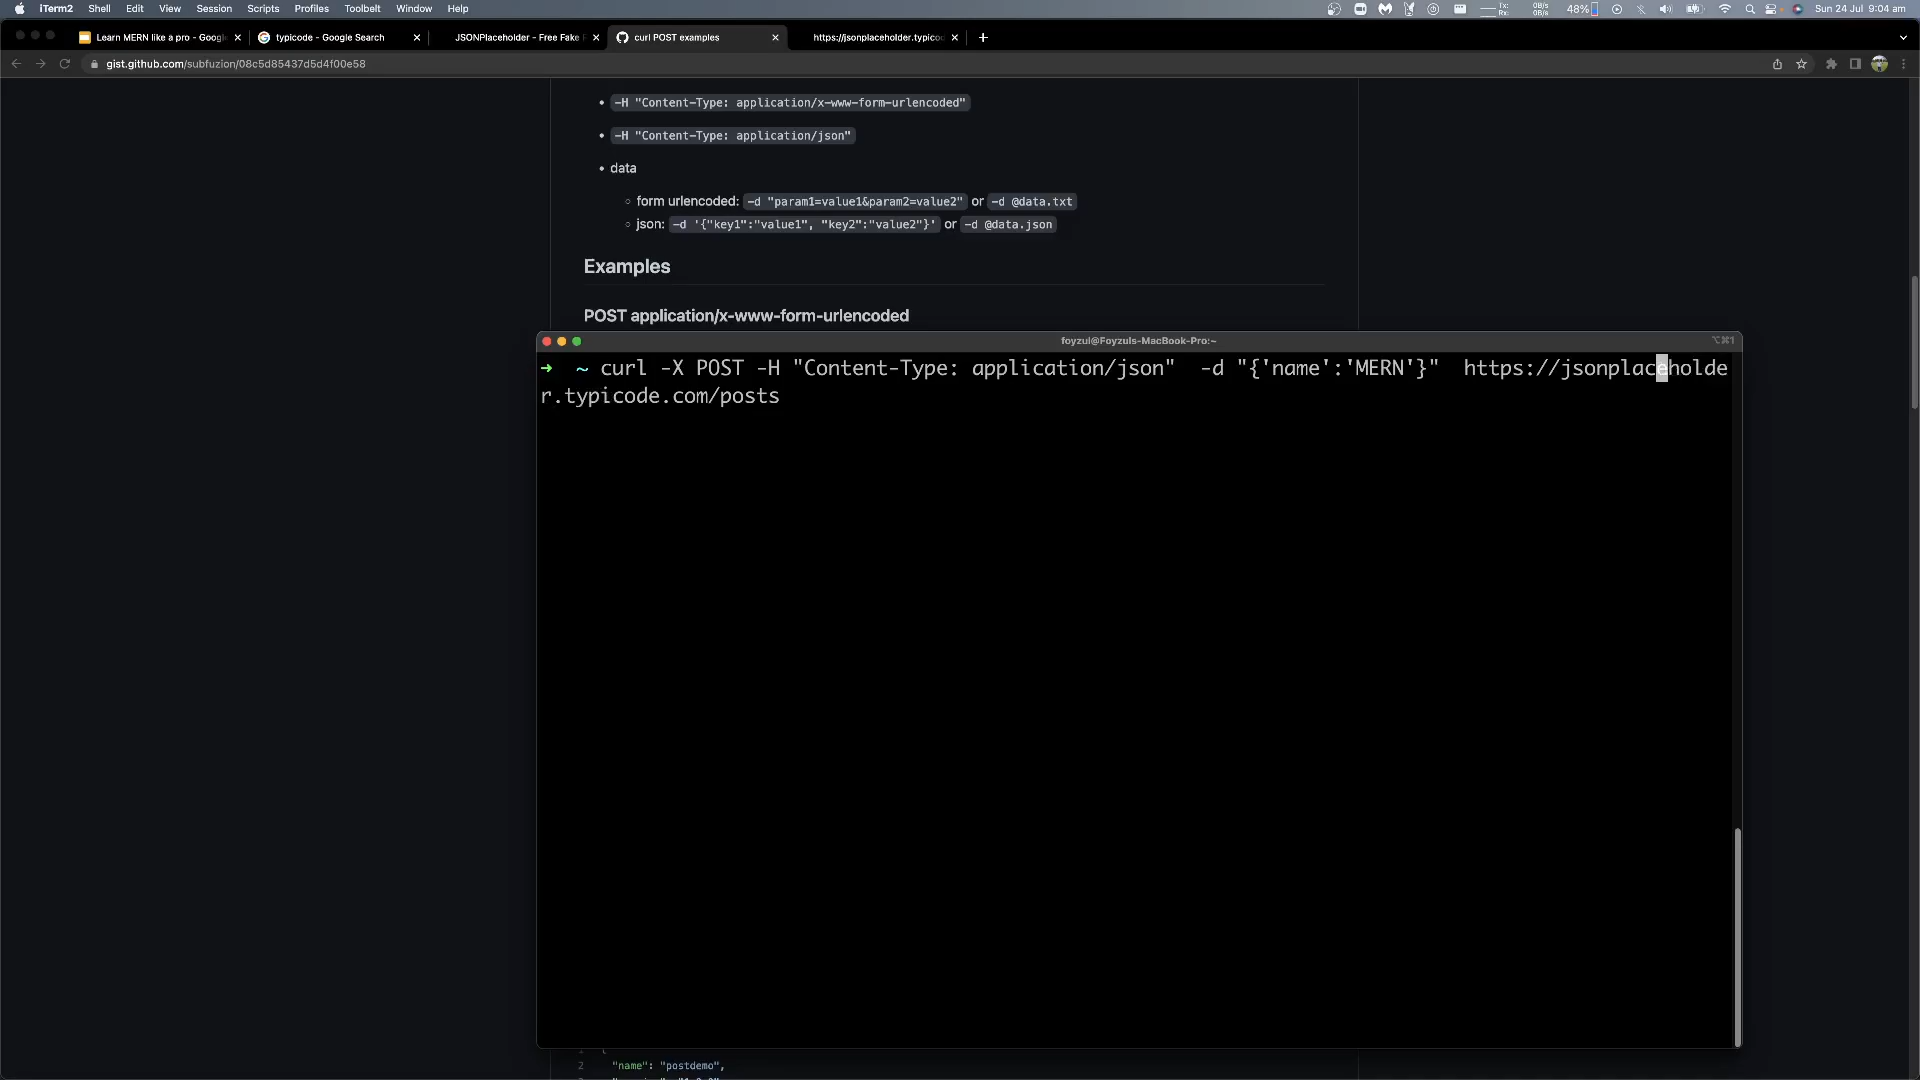 iTerm2 Shell Edit View Session Scripts Profiles Toolbelt Window Help 48% Sun 24 Jul 9:04 am
Learn MERN like a pro - Google typicode - Google Search JSONPlaceholder - Free Fake curl POST examples https://jsonplaceholder.typico
gist.github.com/subfuzion/08c5d85437d5d4f00e58
• -H "Content-Type: application/x-www-form-urlencoded"
• -H "Content-Type: application/json"
• data
◦ form urlencoded: -d "param1=value1&param2=value2" or -d @data.txt
◦ json: -d '{"key1":"value1", "key2":"value2"}' or -d @data.json
Examples
POST application/x-www-form-urlencoded
foyzul@Foyzuls-MacBook-Pro:~ ⌥⌘1
➜ ~ curl -X POST -H "Content-Type: application/json" -d "{'name':'MERN'}" https://jsonplaceholde
r.typicode.com/posts
2 "name": "postdemo",